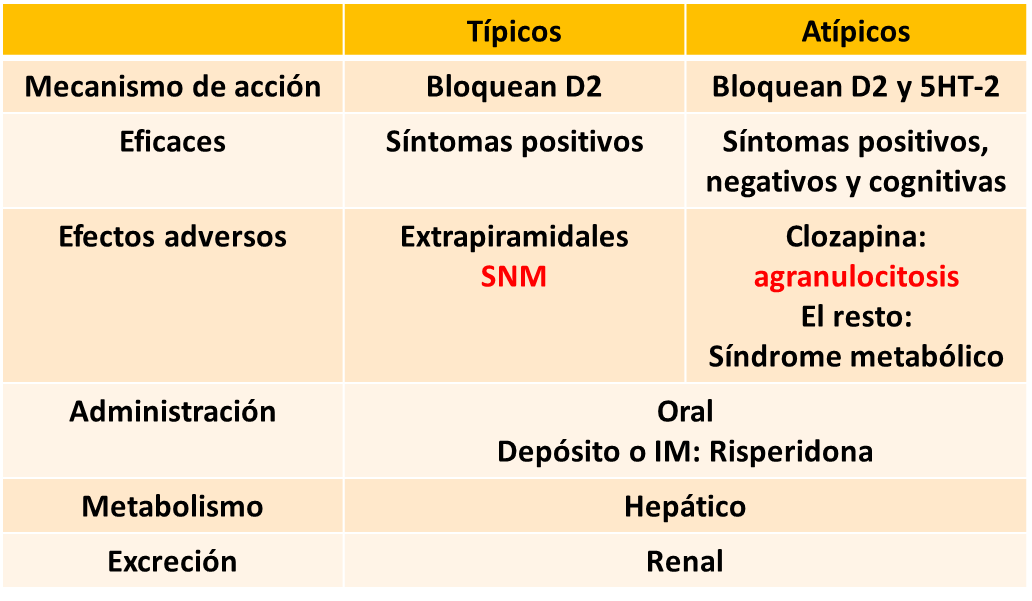 Típicos Atípicos
Mecanismo de acción Bloquean D2 Bloquean D2 y 5HT-2
Eficaces Síntomas positivos Síntomas positivos,
negativos y cognitivas
Efectos adversos Extrapiramidales Clozapina:
SNM agranulocitosis
El resto:
Síndrome metabólico
Administración Oral
Depósito o IM: Risperidona
Metabolismo Hepático
Excreción Renal